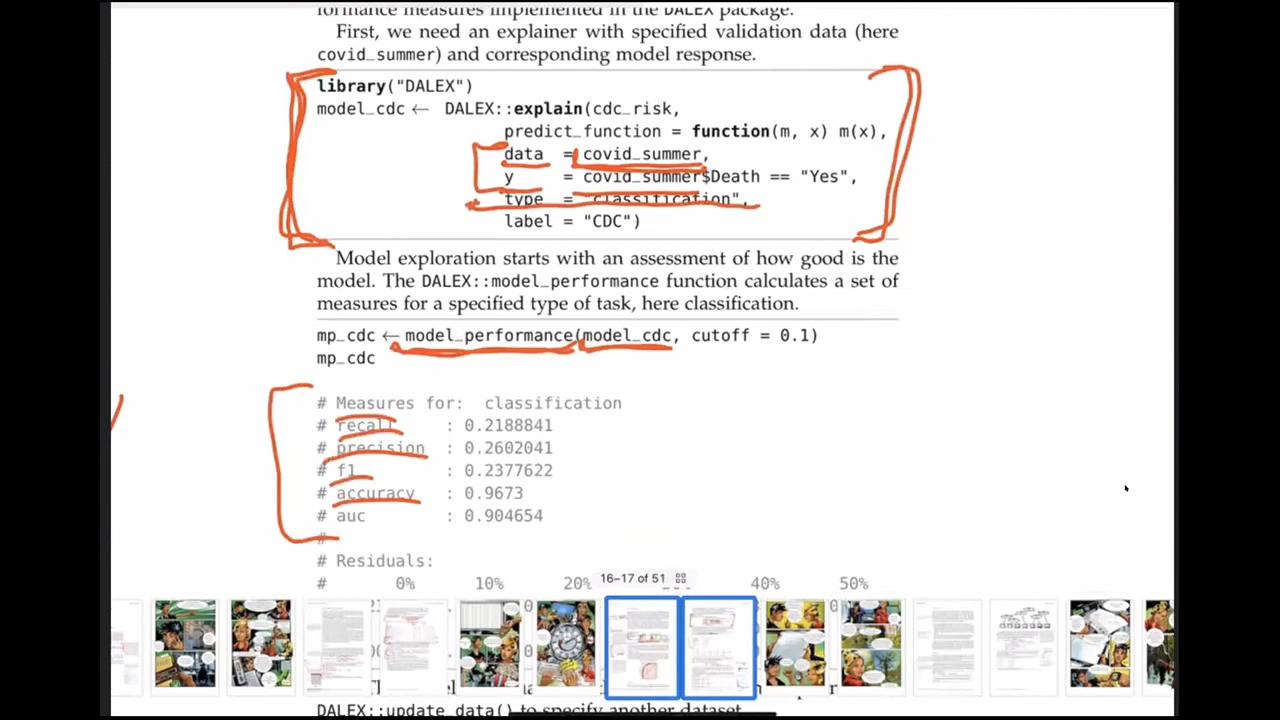 formance measures implemented in the DALEX package.
First, we need an explainer with specified validation data (here
covid_summer) and corresponding model response.
library("DALEX")
model_cdc ← DALEX::explain(cdc_risk,
predict_function = function(m, x) m(x),
data = covid_summer,
y = covid_summer$Death == "Yes",
type = "classification",
label = "CDC")
Model exploration starts with an assessment of how good is the
model. The DALEX::model_performance function calculates a set of
measures for a specified type of task, here classification.
mp_cdc ← model_performance(model_cdc, cutoff = 0.1)
mp_cdc
# Measures for: classification
# recall : 0.2188841
# precision : 0.2602041
# f1 : 0.2377622
# accuracy : 0.9673
# auc : 0.904654
#
# Residuals:
# 0% 10% 20% 40% 50%
16-17 of 51
DALEX::update_data() to specify another dataset